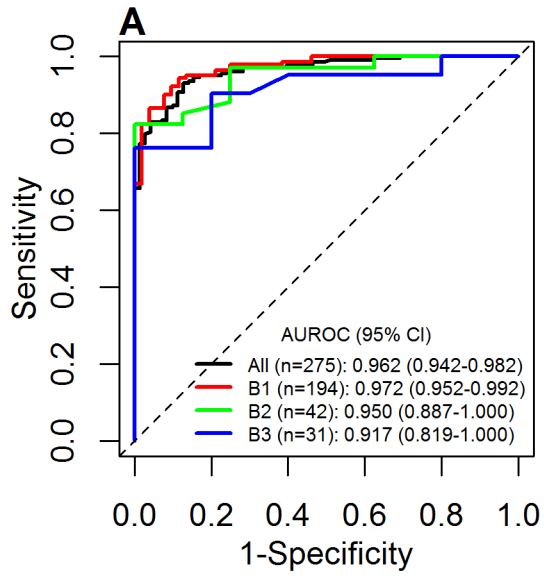 A
1.0
0.8
0.6
0.4
0.2
0.0
Sensitivity
AUROC (95% CI)
All (n=275): 0.962 (0.942-0.982)
B1 (n=194): 0.972 (0.952-0.992)
B2 (n=42): 0.950 (0.887-1.000)
B3 (n=31): 0.917 (0.819-1.000)
0.0 0.2 0.4 0.6 0.8 1.0
1-Specificity